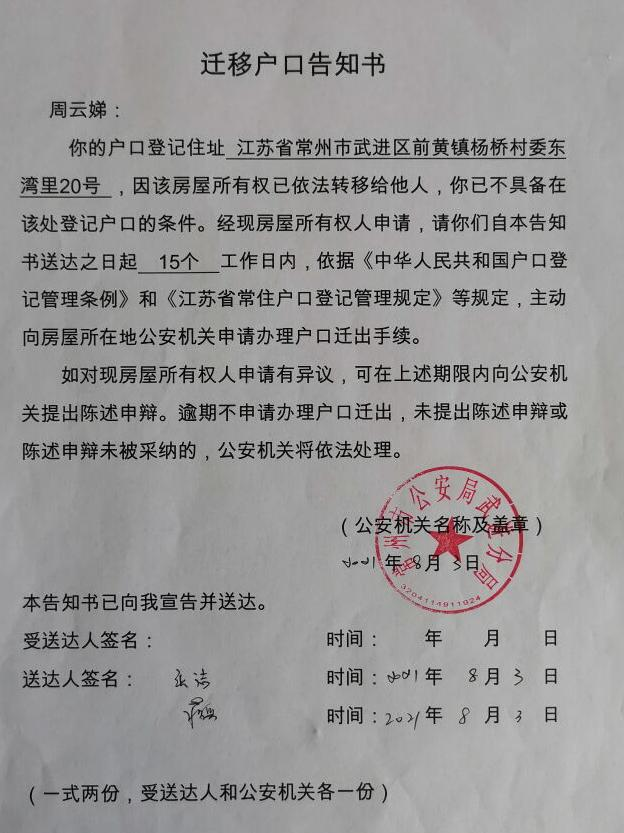 迁移户口告知书
周云娣：
你的户口登记住址 江苏省常州市武进区前黄镇杨桥村委东
湾里20号 ，因该房屋所有权已依法转移给他人，你已不具备在
该处登记户口的条件。经现房屋所有权人申请，请你们自本告知
书送达之日起 15个 工作日内，依据《中华人民共和国户口登
记管理条例》和《江苏省常住户口登记管理规定》等规定，主动
向房屋所在地公安机关申请办理户口迁出手续。
如对现房屋所有权人申请有异议，可在上述期限内向公安机
关提出陈述申辩。逾期不申请办理户口迁出，未提出陈述申辩或
陈述申辩未被采纳的，公安机关将依法处理。
常州市公安局武进分局
（公安机关名称及盖章）
2021年8月3日
3204114911924
本告知书已向我宣告并送达。
受送达人签名： 时间： 年 月 日
送达人签名： 时间：2021年 8 月 3 日
时间：2021年 8 月 3 日
（一式两份，受送达人和公安机关各一份）